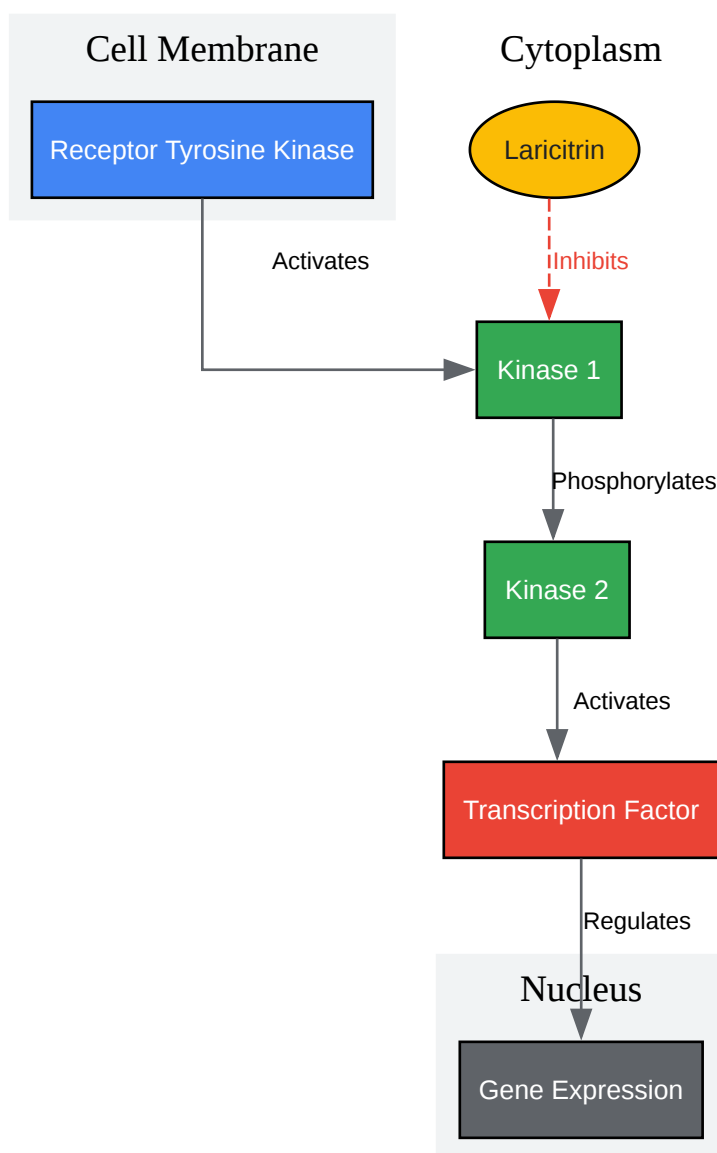 Cell Membrane
Cytoplasm
Receptor Tyrosine Kinase
Laricitrin
Activates
Inhibits
Kinase 1
Phosphorylates
Kinase 2
Activates
Transcription Factor
Regulates
Nucleus
Gene Expression